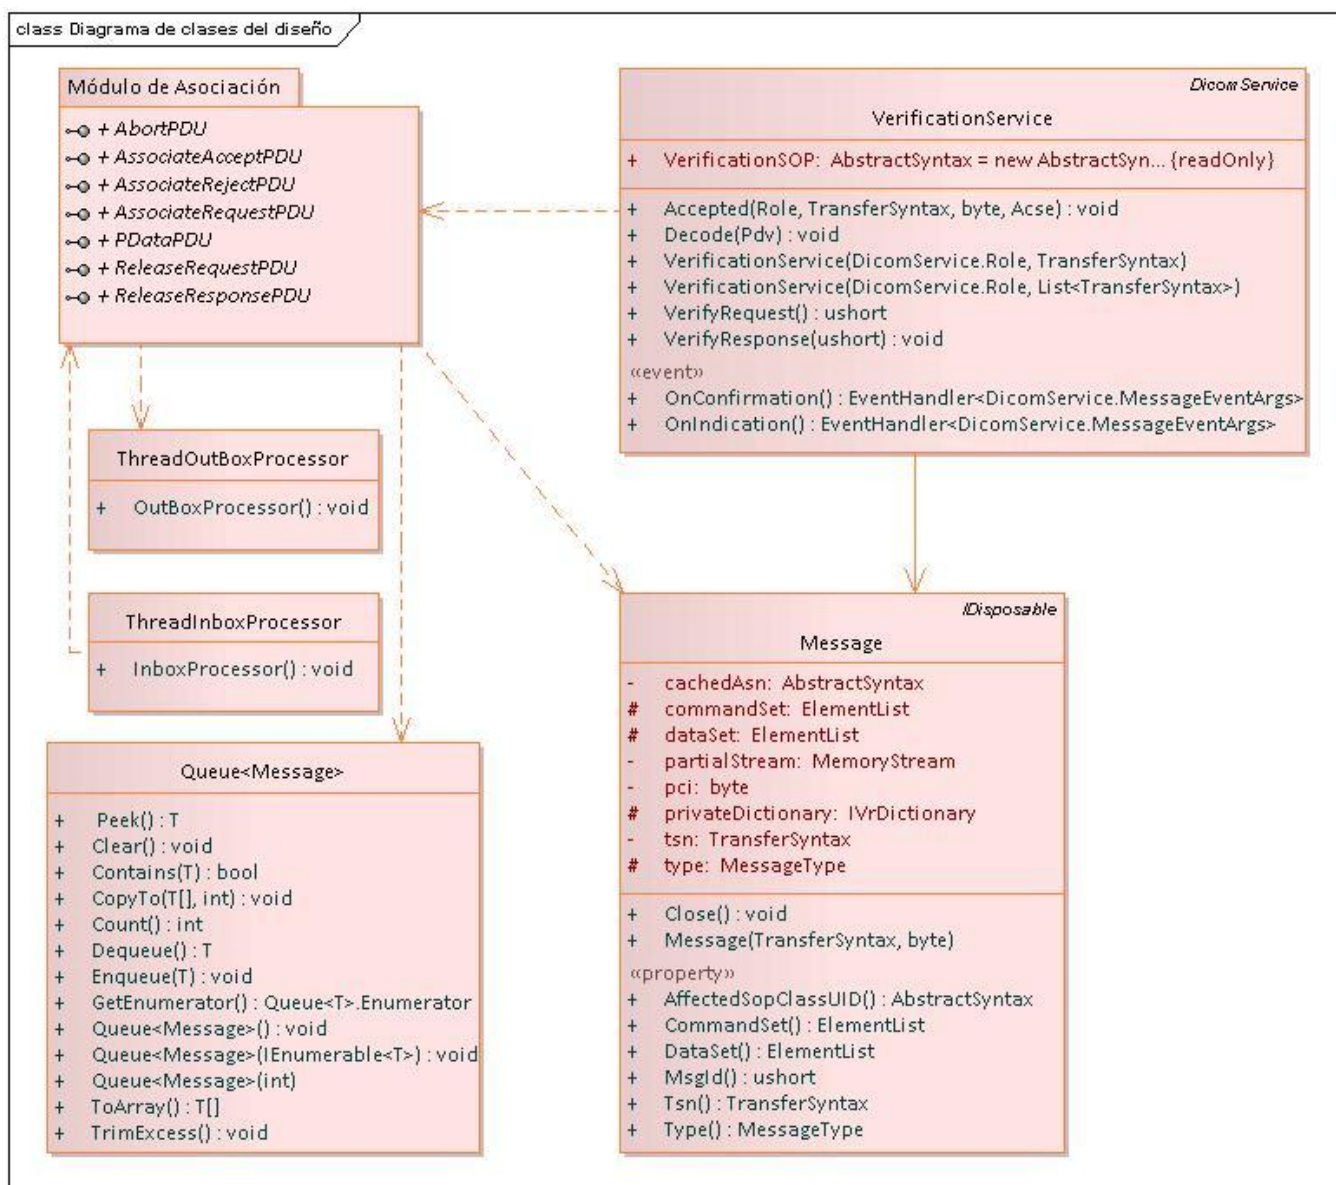 class Diagrama de clases del diseño
Módulo de Asociación
+ AbortPDU
+ AssociateAcceptPDU
+ AssociateRejectPDU
+ AssociateRequestPDU
+ PDataPDU
+ ReleaseRequestPDU
+ ReleaseResponsePDU
DicomService
VerificationService
+ VerificationSOP: AbstractSyntax = new AbstractSyn... {readOnly}
+ Accepted(Role, TransferSyntax, byte, Acse) : void
+ Decode(Pdv) : void
+ VerificationService(DicomService.Role, TransferSyntax)
+ VerificationService(DicomService.Role, List<TransferSyntax>)
+ VerifyRequest() : ushort
+ VerifyResponse(ushort) : void
«event»
+ OnConfirmation() : EventHandler<DicomService.MessageEventArgs>
+ OnIndication() : EventHandler<DicomService.MessageEventArgs>
ThreadOutBoxProcessor
+ OutBoxProcessor() : void
ThreadInboxProcessor
+ InboxProcessor() : void
Queue<Message>
+ Peek() : T
+ Clear() : void
+ Contains(T) : bool
+ CopyTo(T[], int) : void
+ Count() : int
+ Dequeue() : T
+ Enqueue(T) : void
+ GetEnumerator() : Queue<T>.Enumerator
+ Queue<Message>() : void
+ Queue<Message>(IEnumerable<T>) : void
+ Queue<Message>(int)
+ ToArray() : T[]
+ TrimExcess() : void
IDisposable
Message
- cachedAsn: AbstractSyntax
# commandSet: ElementList
# dataSet: ElementList
- partialStream: MemoryStream
- pci: byte
# privateDictionary: IVrDictionary
- tsn: TransferSyntax
# type: MessageType
+ Close() : void
+ Message(TransferSyntax, byte)
«property»
+ AffectedSopClassUID() : AbstractSyntax
+ CommandSet() : ElementList
+ DataSet() : ElementList
+ MsgId() : ushort
+ Tsn() : TransferSyntax
+ Type() : MessageType